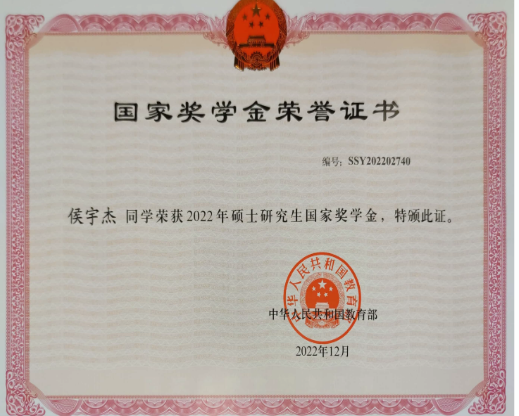 国家奖学金荣誉证书
编号：SSY202202740
侯宇杰 同学荣获2022年硕士研究生国家奖学金，特颁此证。
中华人民共和国教育部
中华人民共和国教育部
2022年12月